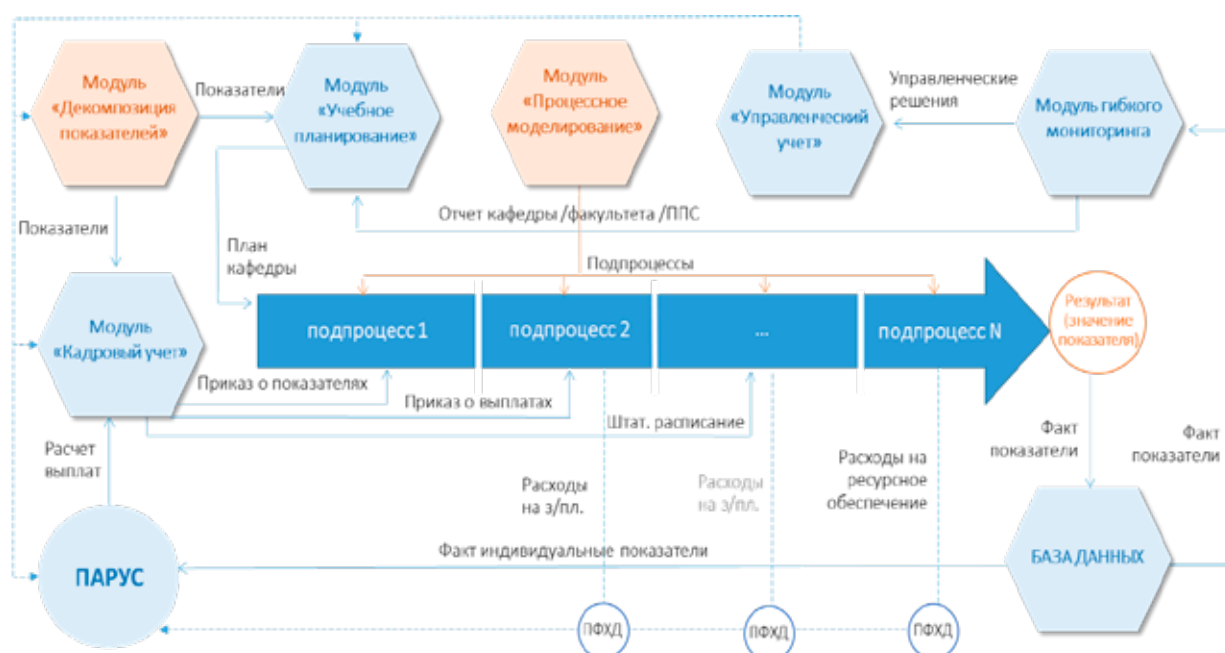 Модуль
«Декомпозиция
показателей»
Показатели
Модуль
«Учебное
планирование»
Модуль
«Процессное
моделирование»
Модуль
«Управленческий
учет»
Управленческие
решения
Модуль гибкого
мониторинга
Показатели
План
кафедры
Отчет кафедры /факультета /ППС
Подпроцессы
Модуль
«Кадровый учет»
подпроцесс 1
подпроцесс 2
...
подпроцесс N
Результат
(значение
показателя)
Приказ о показателях
Приказ о выплатах
Штат. расписание
Расчет
выплат
Расходы
на з/пл.
Расходы
на з/пл.
Расходы на
ресурсное
обеспечение
Факт
показатели
Факт
показатели
ПАРУС
Факт индивидуальные показатели
БАЗА ДАННЫХ
ПФХД
ПФХД
ПФХД